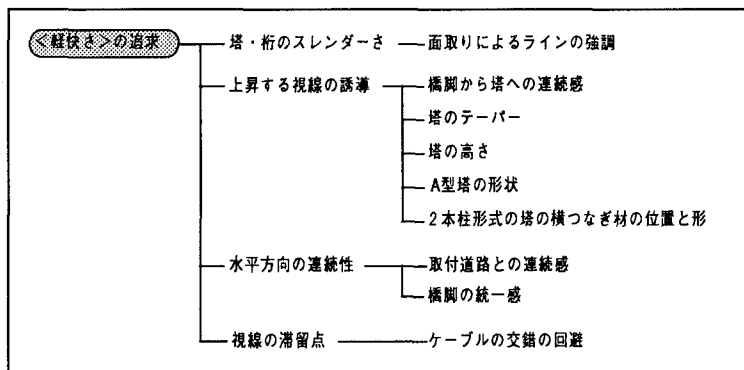 <軽快さ>の追求
塔・桁のスレンダーさ
面取りによるラインの強調
上昇する視線の誘導
橋脚から塔への連続感
塔のテーパー
塔の高さ
A型塔の形状
2本柱形式の塔の横つなぎ材の位置と形
水平方向の連続性
取付道路との連続感
橋脚の統一感
視線の滞留点
ケーブルの交錯の回避